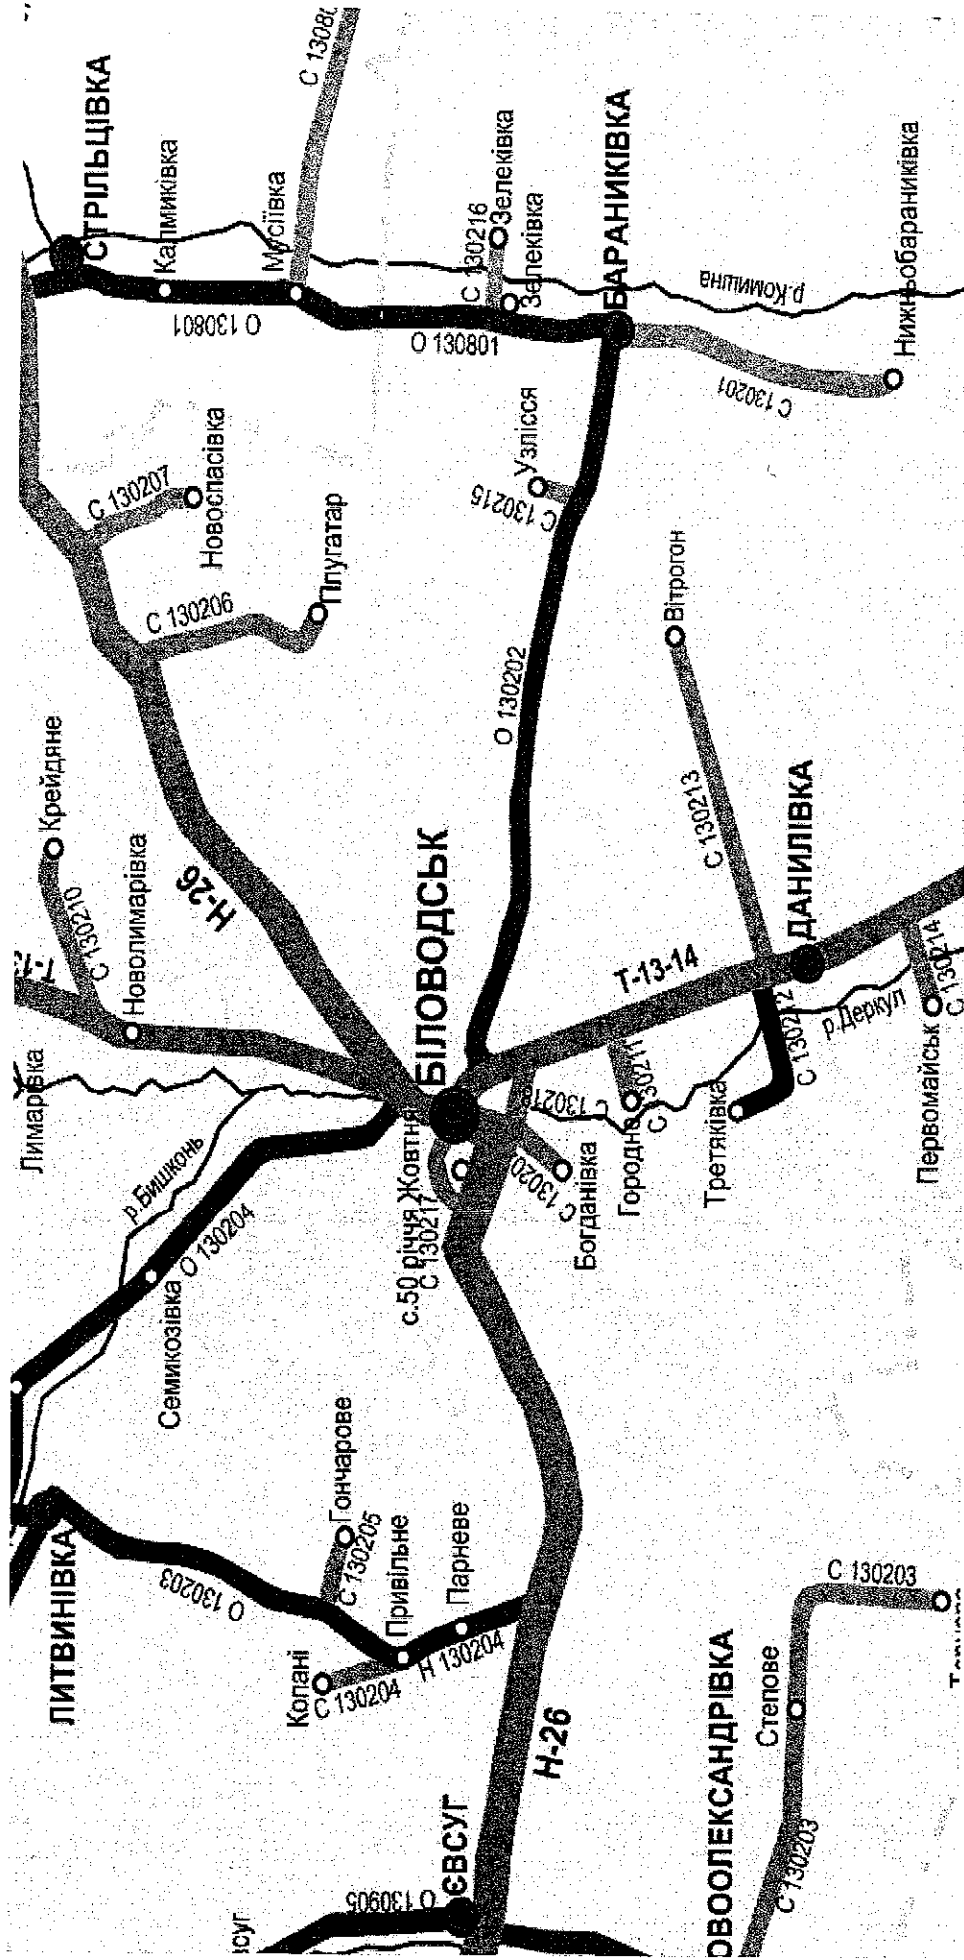 СТРІЛЬЦІВКА
Калмиківка
О 130801
Мусіївка
О 130801
С 130216
Зелеківка
Зелеківка
БАРАНИКІВКА
р.Комишна
С 130201
Нижньобараниківка
С 130207
Новоспасівка
С 130206
Плугатар
Узлісся
С 130215
О 130202
Вітрогон
С 130213
Крейдяне
С 130210
Новолимарівка
Н-26
БІЛОВОДСЬК
Т-13-14
ДАНИЛІВКА
р.Деркул
С 130212
С 130214
Первомайськ
Третяківка
С 130211
Городнє
С 130218
Богданівка
с.50 річчя Жовтня
С 130217
Лимарівка
р.Бишконь
О 130204
Семикозівка
ЛИТВИНІВКА
О 130203
Гончарове
С 130205
Привільне
Парневе
Н 130204
Копані
С 130204
Н-26
ЄВСУГ
О 130905
ОВООЛЕКСАНДРІВКА
Степове
С 130203
С 130203